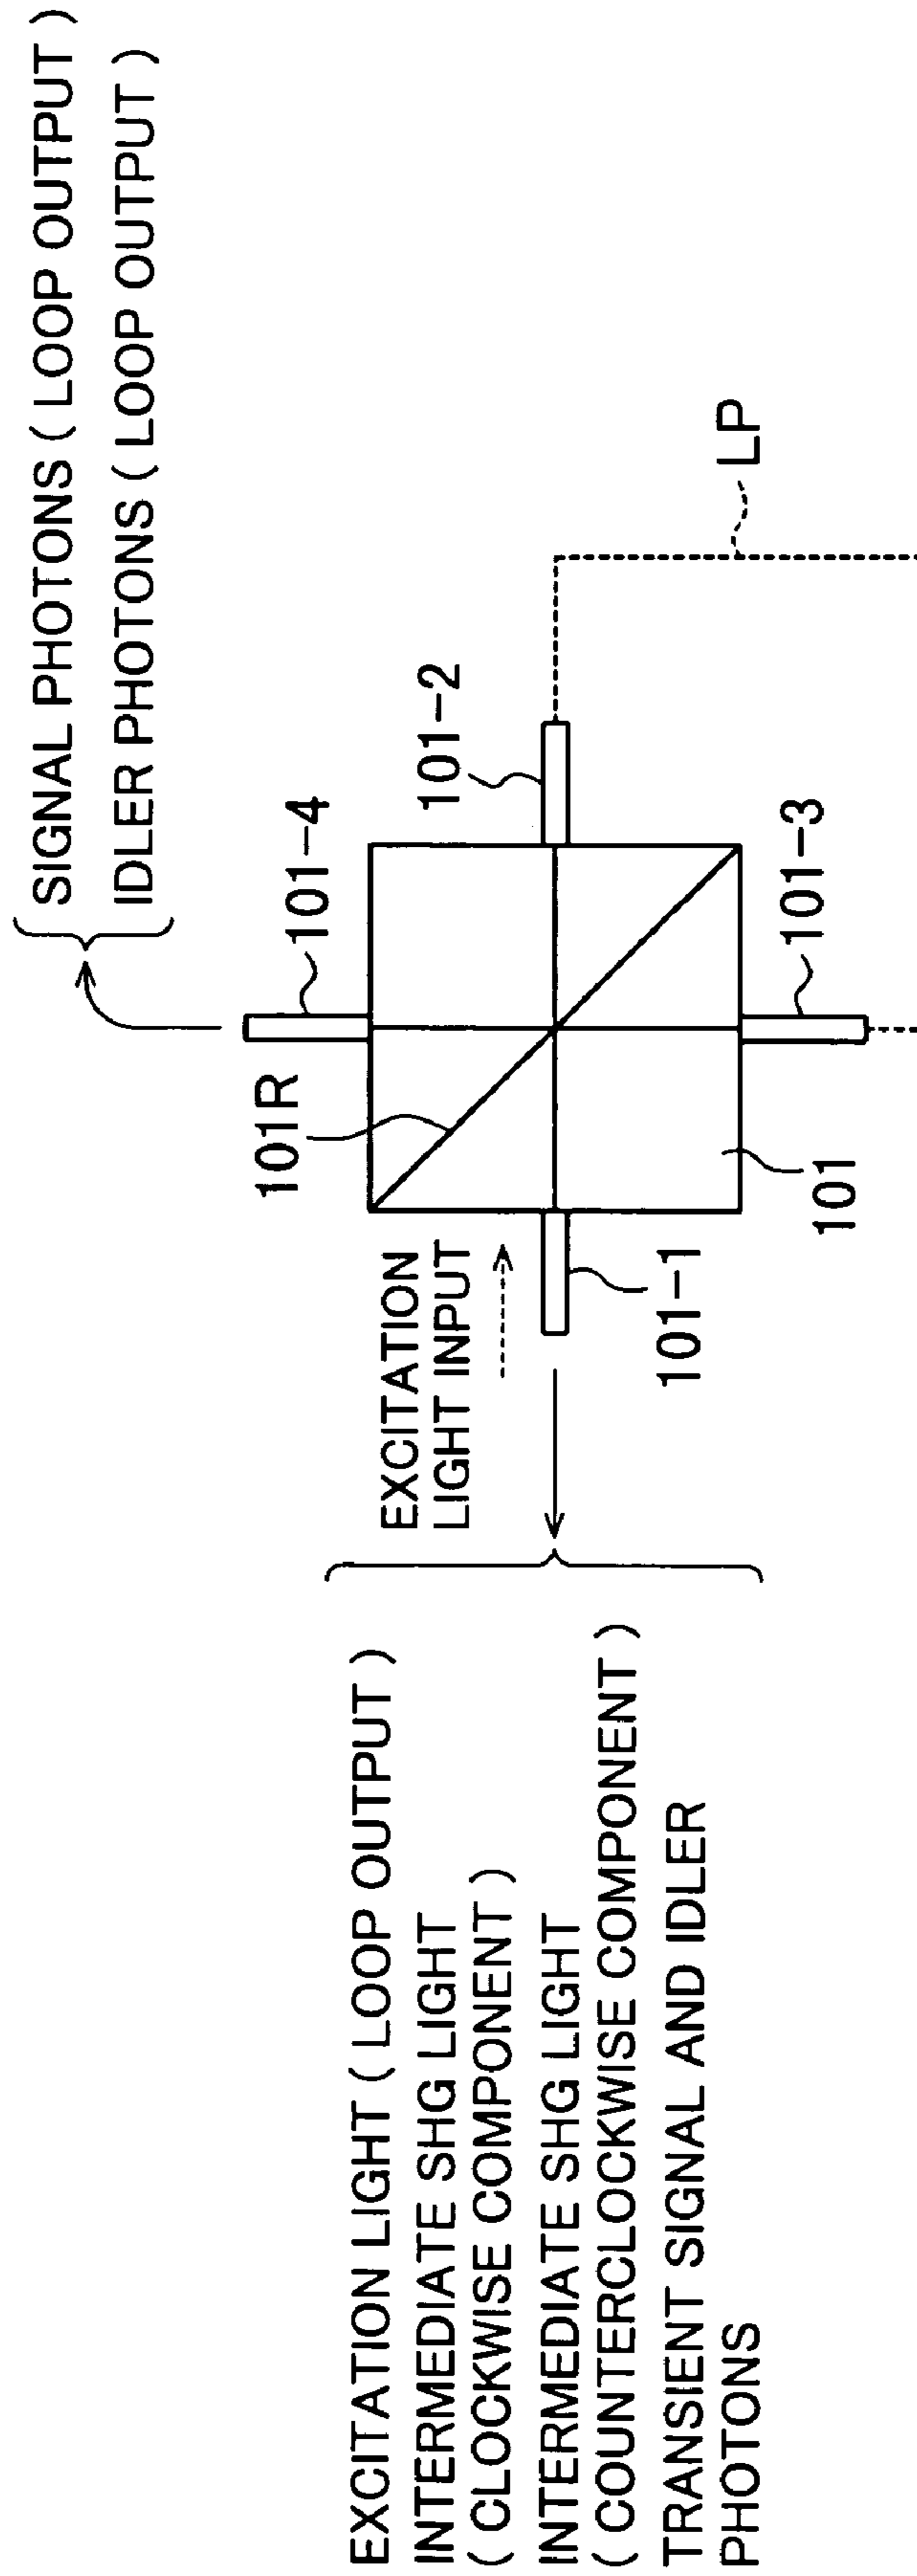 SIGNAL PHOTONS ( LOOP OUTPUT )
IDLER PHOTONS ( LOOP OUTPUT )
101-4
101R
101-2
LP
EXCITATION
LIGHT INPUT
101-1
101
101-3
EXCITATION LIGHT ( LOOP OUTPUT )
INTERMEDIATE SHG LIGHT
( CLOCKWISE COMPONENT )
INTERMEDIATE SHG LIGHT
( COUNTERCLOCKWISE COMPONENT )
TRANSIENT SIGNAL AND IDLER
PHOTONS